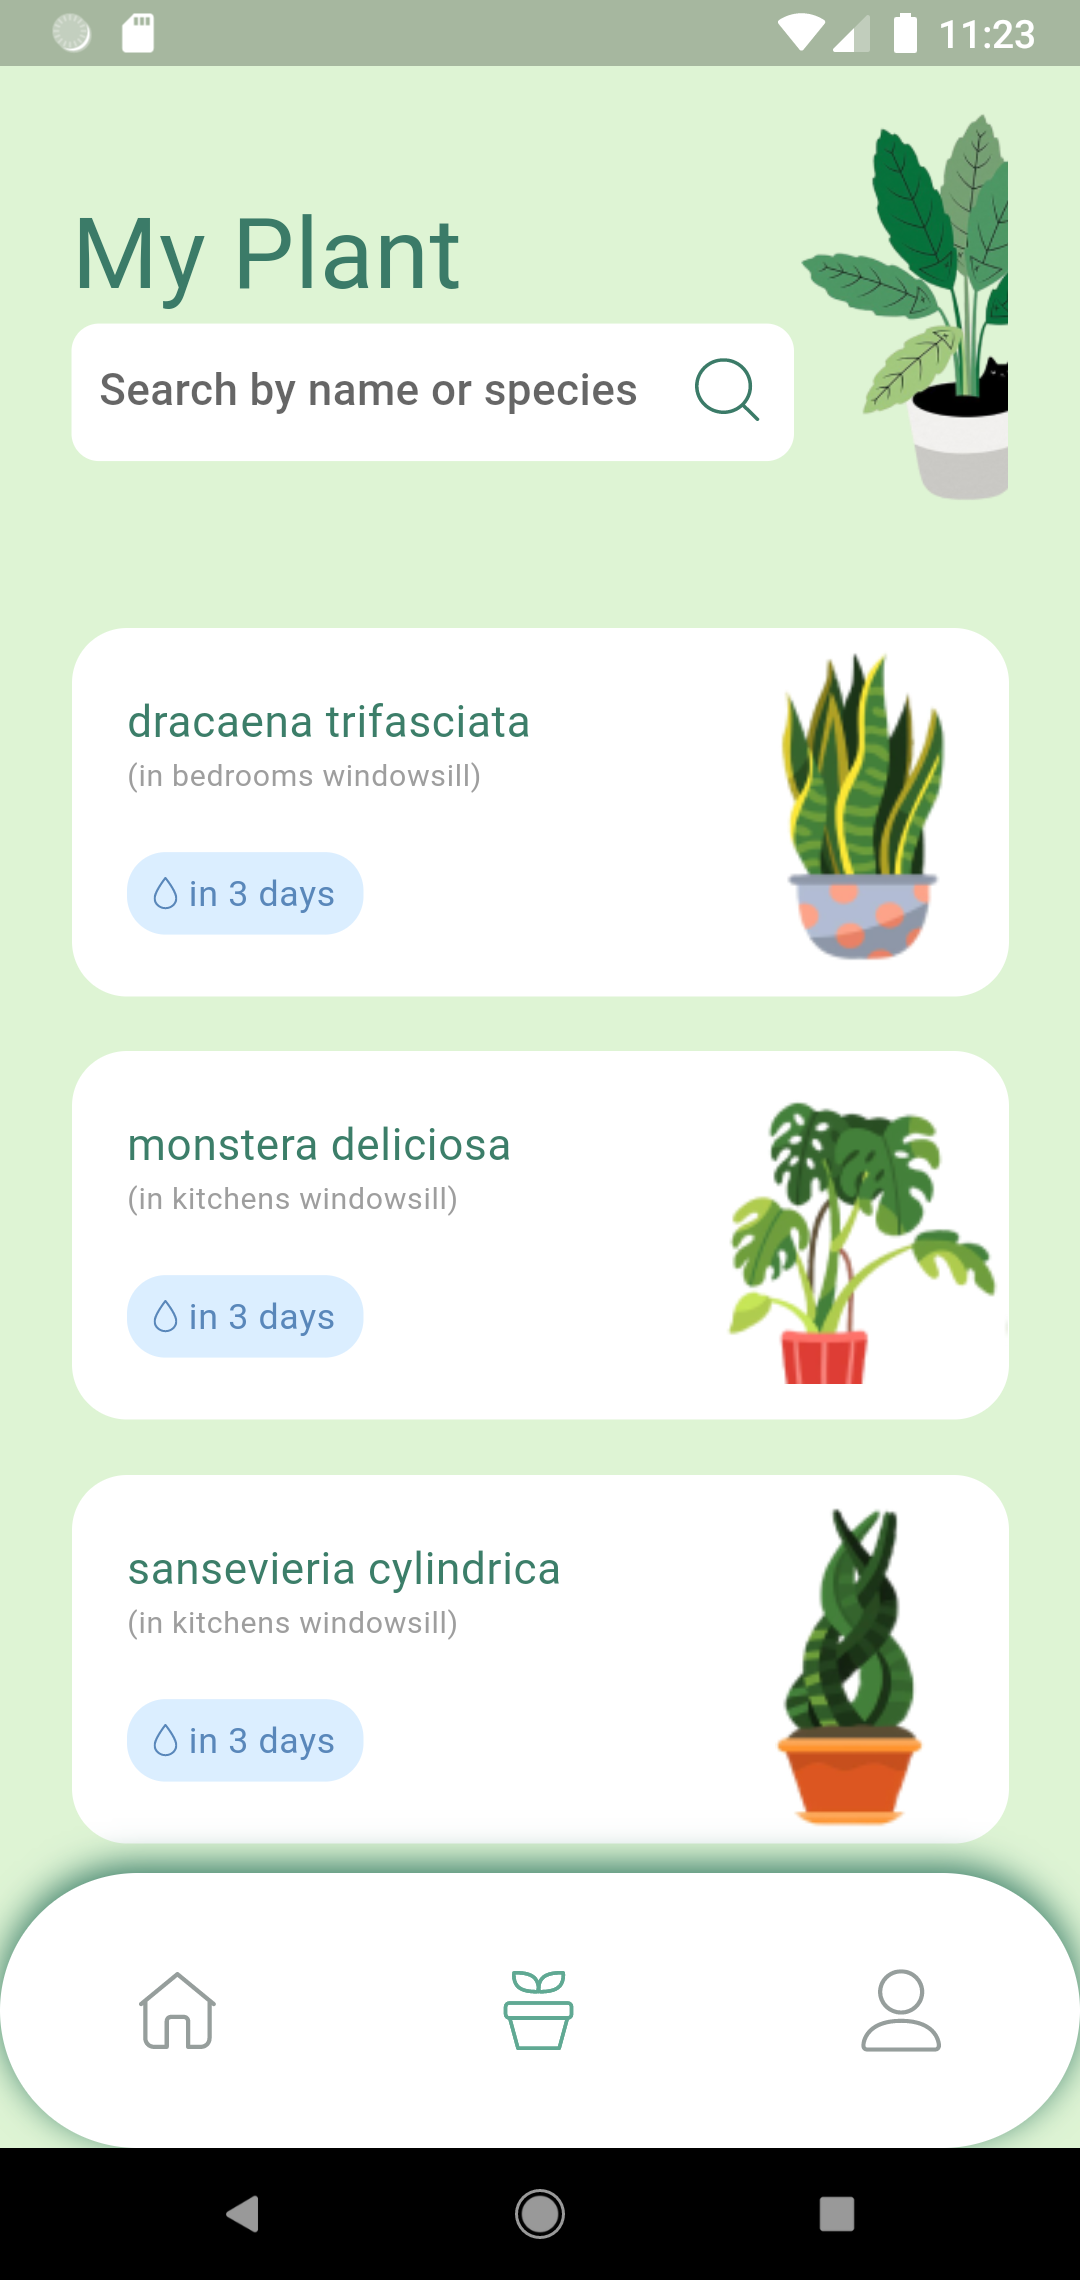 11:23
My Plant
Search by name or species
dracaena trifasciata
(in bedrooms windowsill)
in 3 days
monstera deliciosa
(in kitchens windowsill)
in 3 days
sansevieria cylindrica
(in kitchens windowsill)
in 3 days